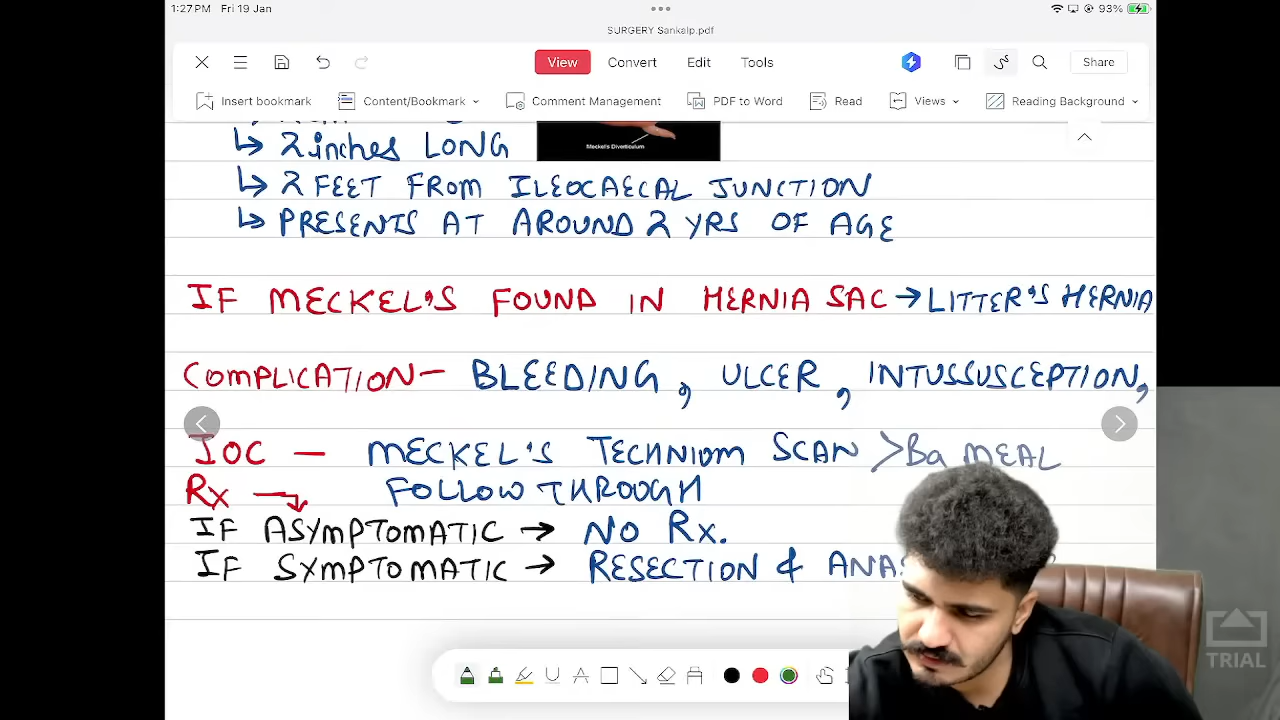 1:27PM Fri 19 Jan
93%
SURGERY Sankalp.pdf
View Convert Edit Tools Share
Insert bookmark Content/Bookmark Comment Management PDF to Word Read Views Reading Background
↳ 2 inches LONG
Meckel's Diverticulum
↳ 2 FEET FROM ILEOCAECAL JUNCTION
↳ PRESENTS AT AROUND 2 YRS OF AGE
IF MECKEL'S FOUND IN HERNIA SAC → LITTER'S HERNIA
COMPLICATION — BLEEDING, ULCER, INTUSSUSCEPTION,
IOC — MECKEL'S TECHNIUM SCAN > Ba MEAL
Rx FOLLOW THROUGH
IF ASYMPTOMATIC → NO Rx.
IF SYMPTOMATIC → RESECTION & ANAS
TRIAL